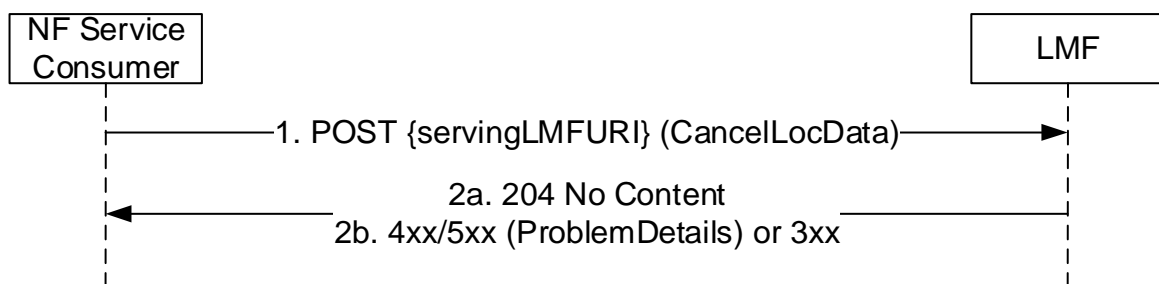 NF Service
Consumer
LMF
1. POST {servingLMFURI} (CancelLocData)
2a. 204 No Content
2b. 4xx/5xx (ProblemDetails) or 3xx